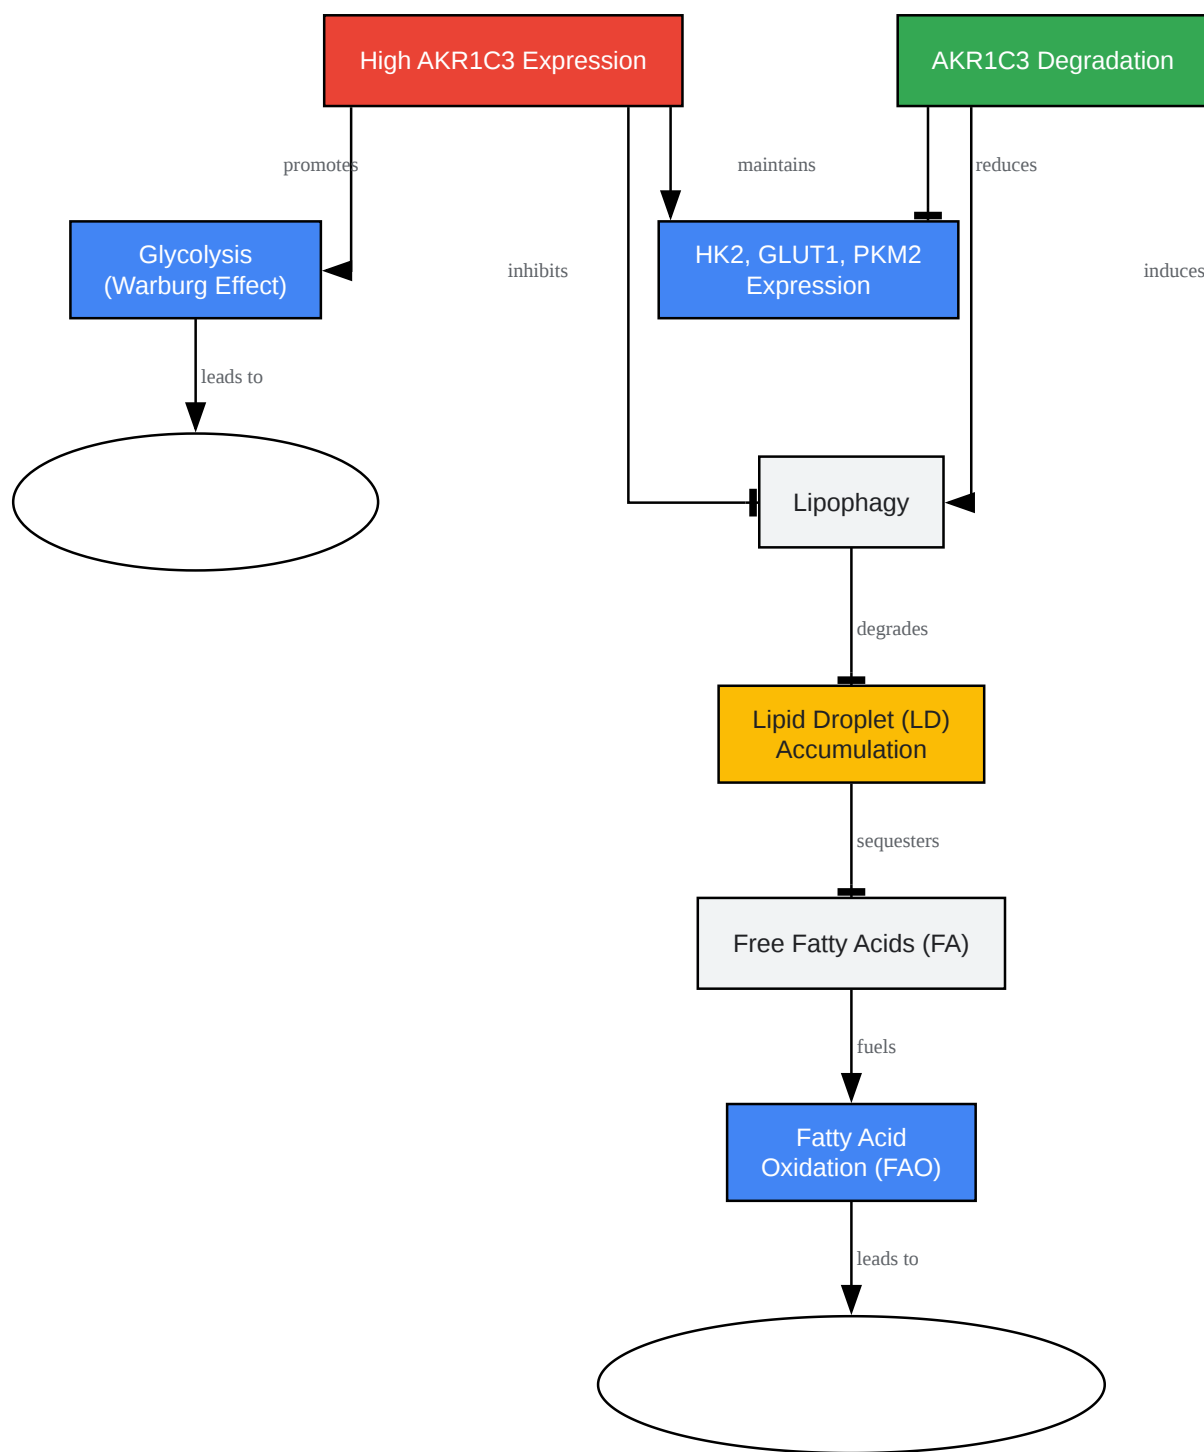 High AKR1C3 Expression
AKR1C3 Degradation
promotes
maintains
reduces
Glycolysis
(Warburg Effect)
inhibits
HK2, GLUT1, PKM2
Expression
induces
leads to
Lipophagy
degrades
Lipid Droplet (LD)
Accumulation
sequesters
Free Fatty Acids (FA)
fuels
Fatty Acid
Oxidation (FAO)
leads to